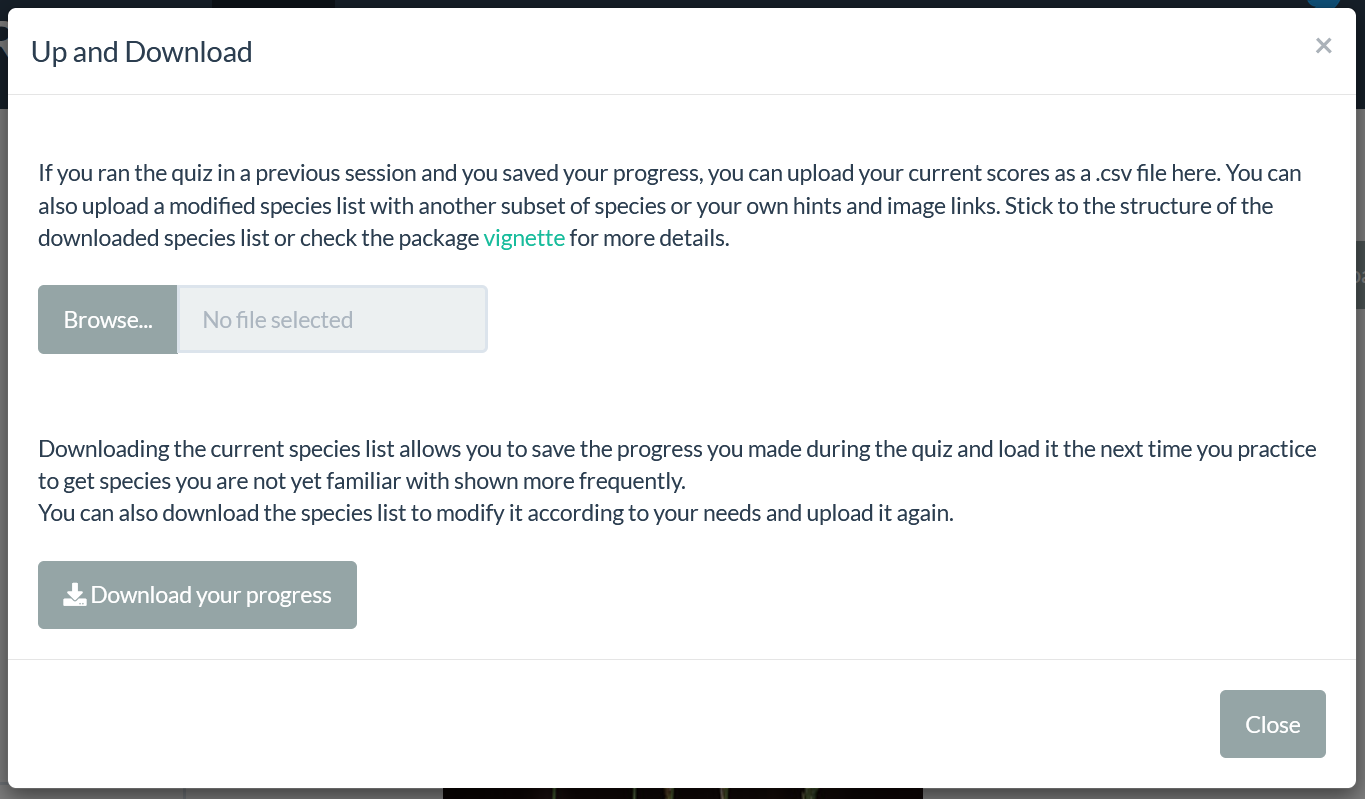 Up and Download
×
If you ran the quiz in a previous session and you saved your progress, you can upload your current scores as a .csv file here. You can
also upload a modified species list with another subset of species or your own hints and image links. Stick to the structure of the
downloaded species list or check the package vignette for more details.
Browse... No file selected
Downloading the current species list allows you to save the progress you made during the quiz and load it the next time you practice
to get species you are not yet familiar with shown more frequently.
You can also download the species list to modify it according to your needs and upload it again.
Download your progress
Close